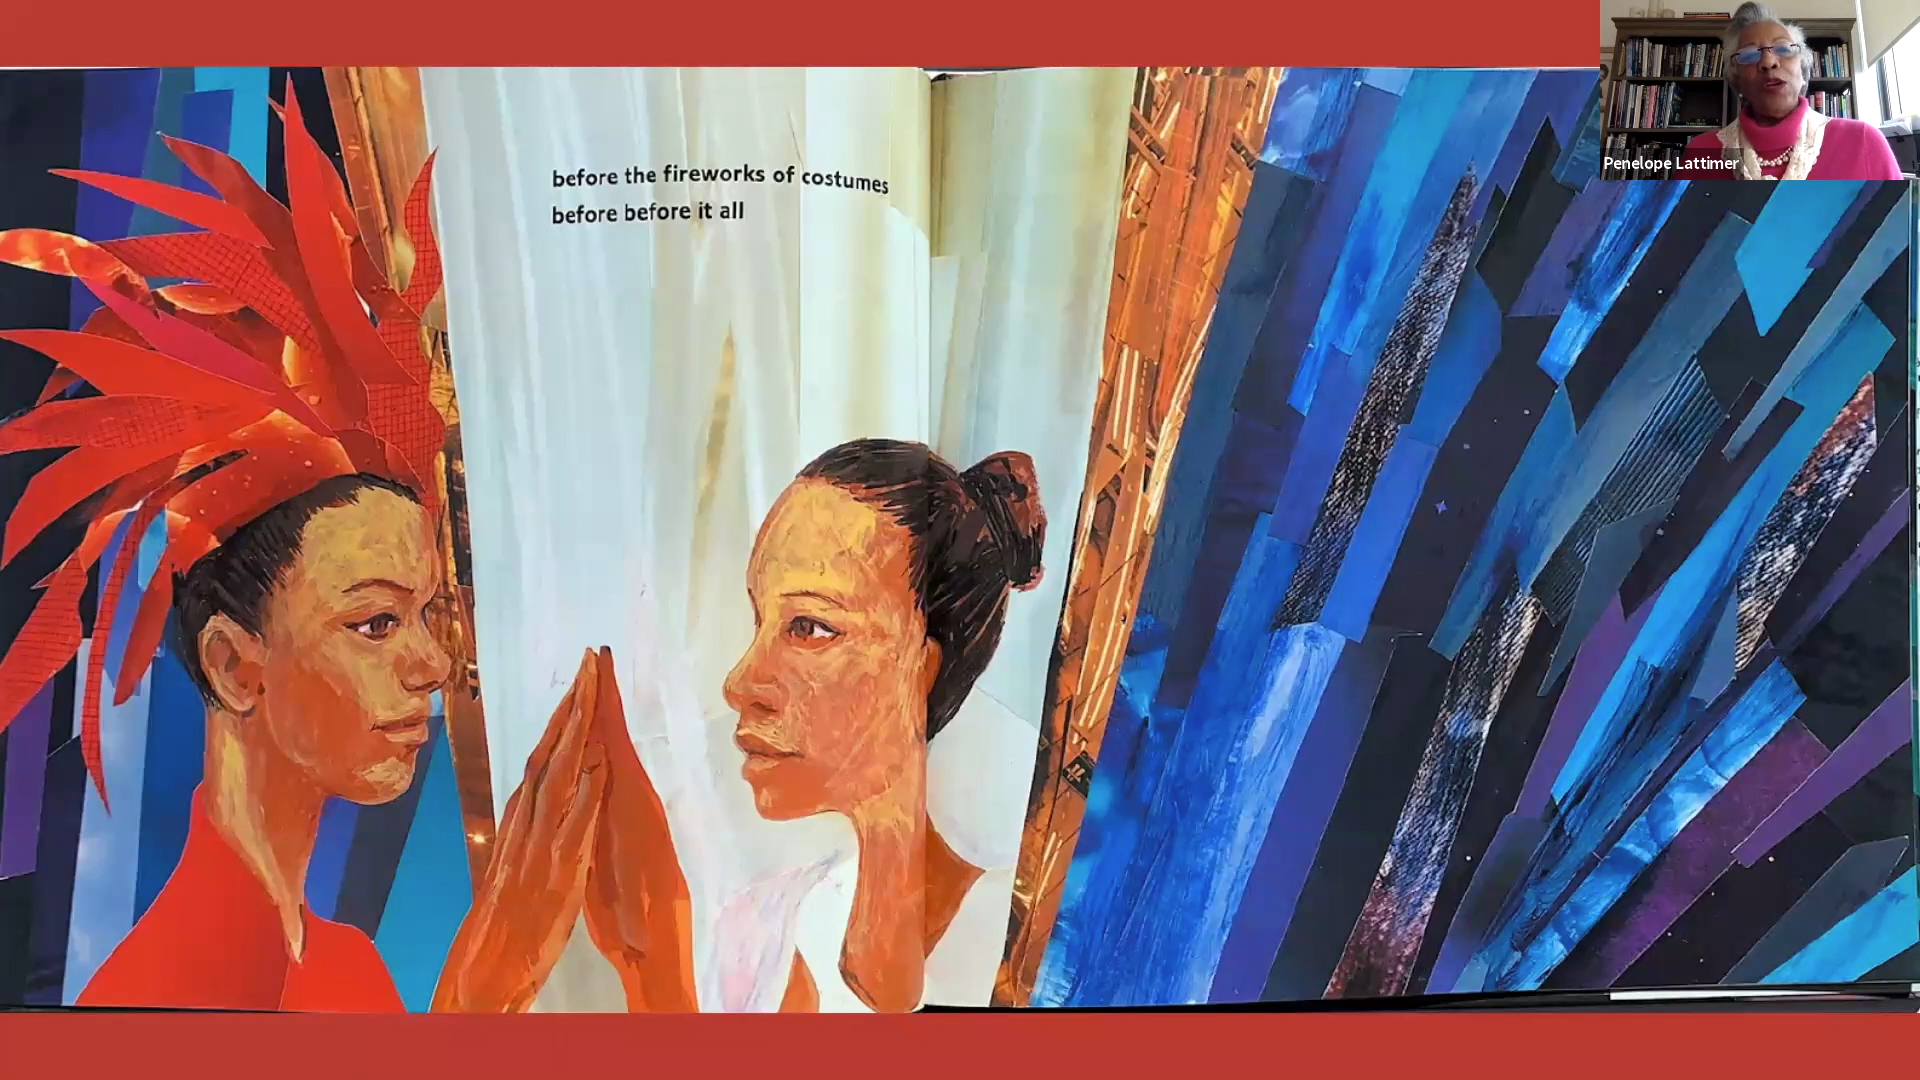 before the fireworks of costumes
before before it all
Penelope Lattimer